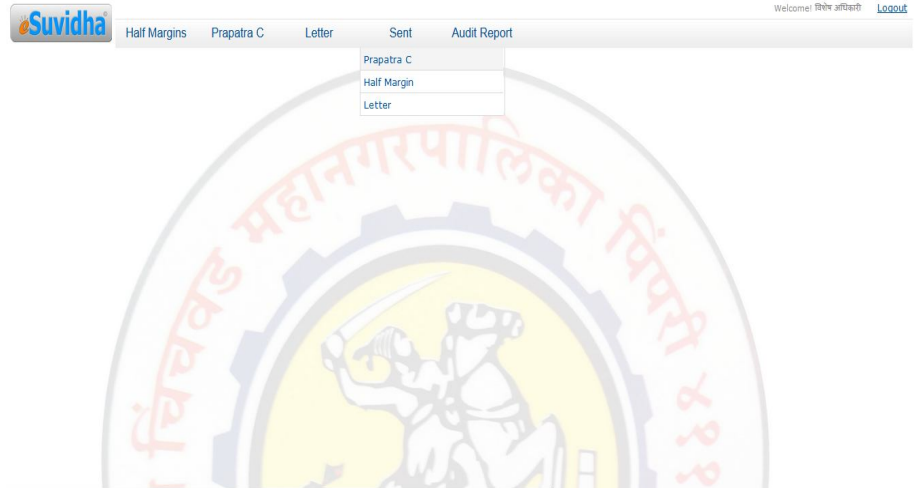 Welcome! विशेष अधिकारी Logout
eSuvidha
Half Margins Prapatra C Letter Sent Audit Report
Prapatra C
Half Margin
Letter
चिंचवड महानगरपालिका पिंपरी ४११